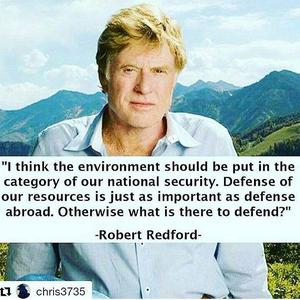 "I think the environment should be put in the
category of our national security. Defense of
our resources is just as important as defense
abroad. Otherwise what is there to defend?"
-Robert Redford-
chris3735